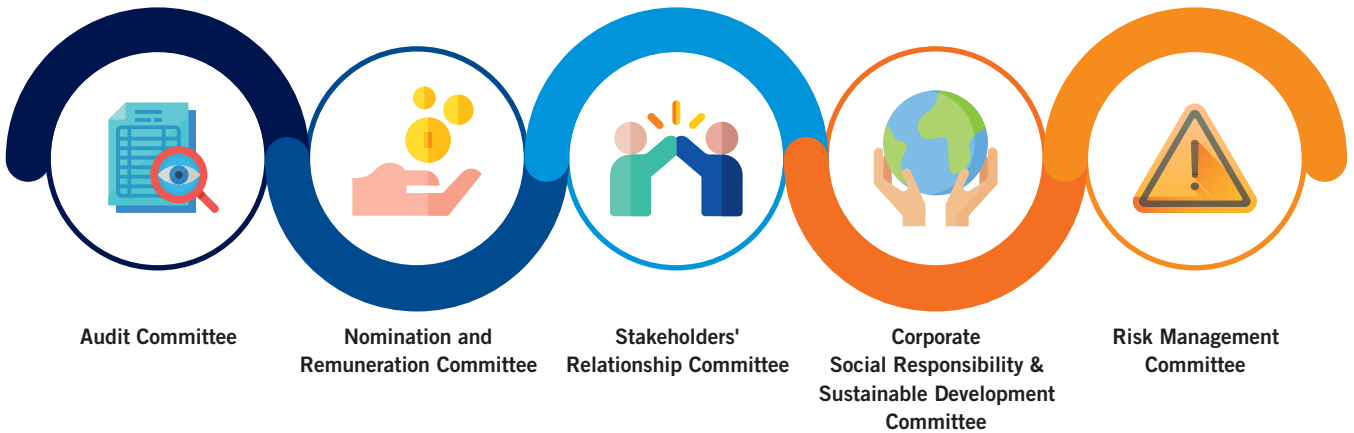 Audit Committee
Nomination and
Remuneration Committee
Stakeholders'
Relationship Committee
Corporate
Social Responsibility &
Sustainable Development
Committee
Risk Management
Committee